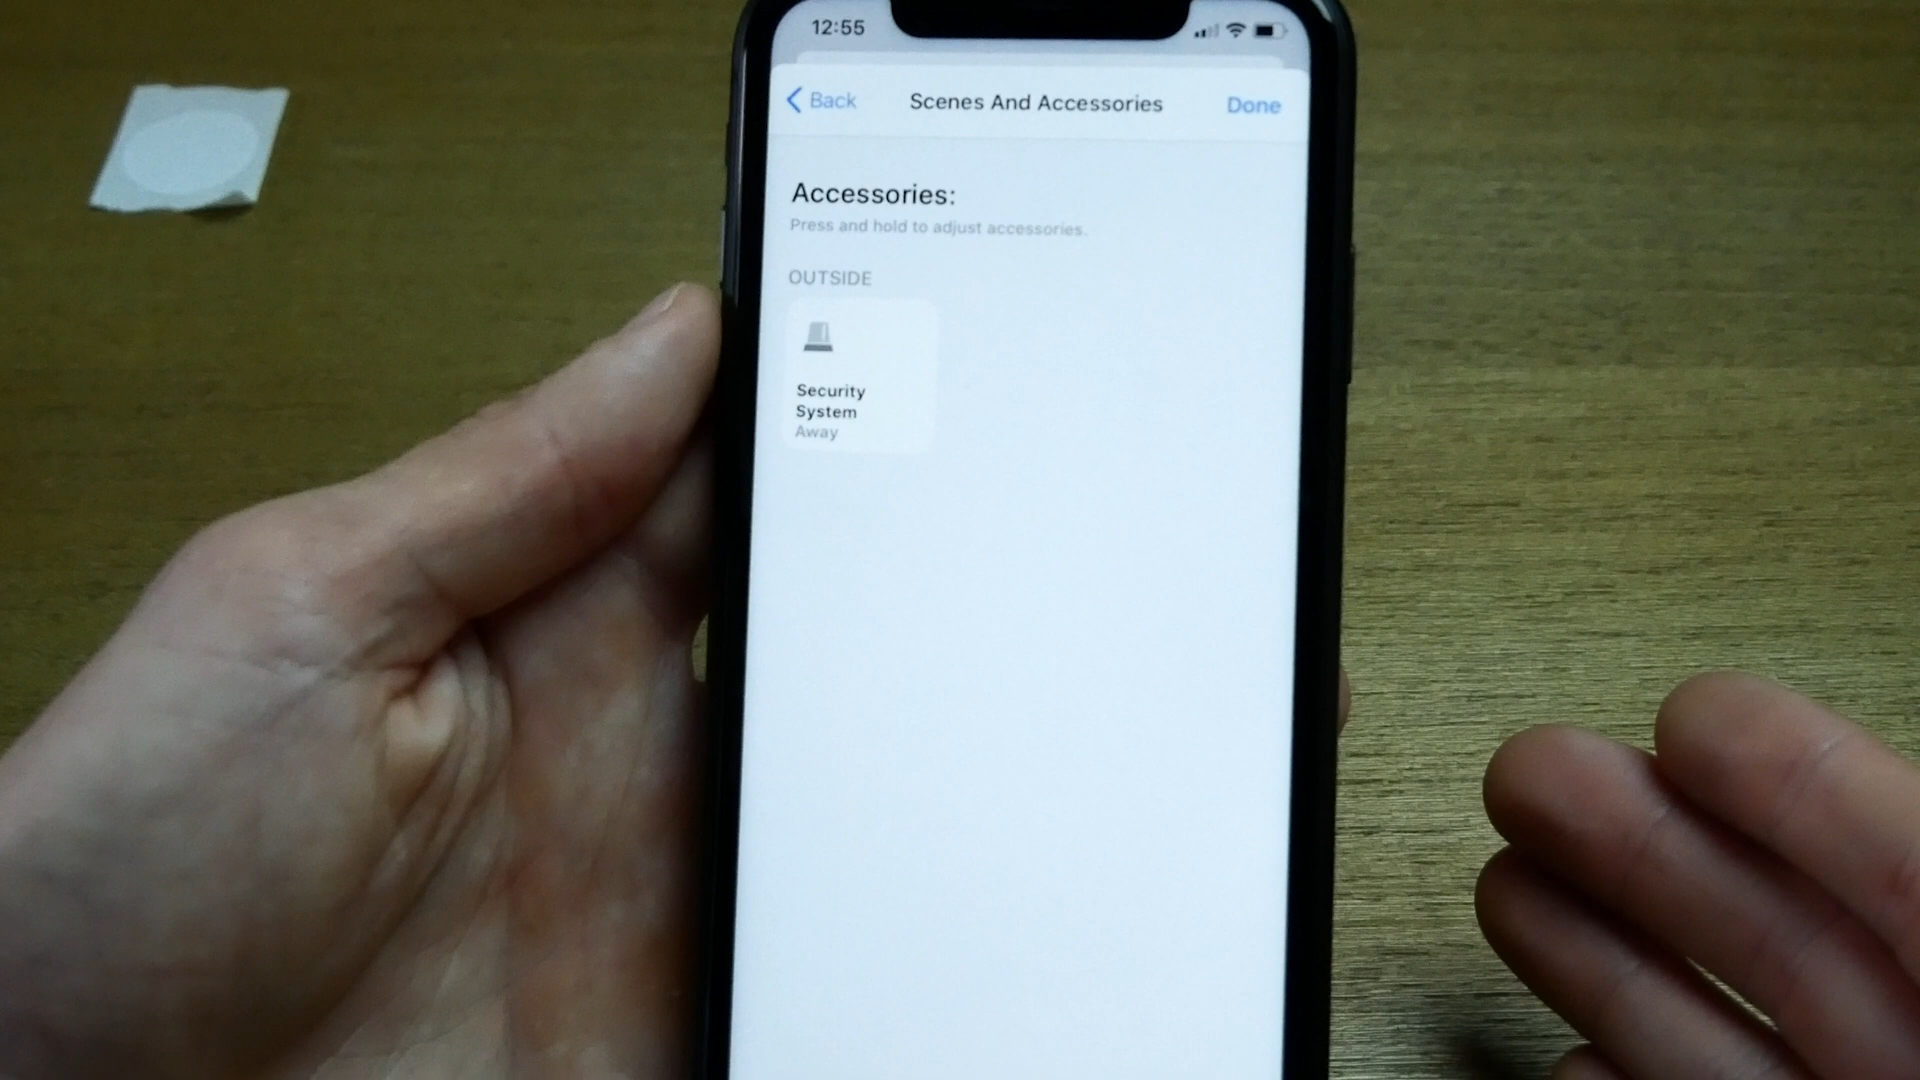 12:55
Back
Scenes And Accessories
Done
Accessories:
Press and hold to adjust accessories.
OUTSIDE
Security
System
Away